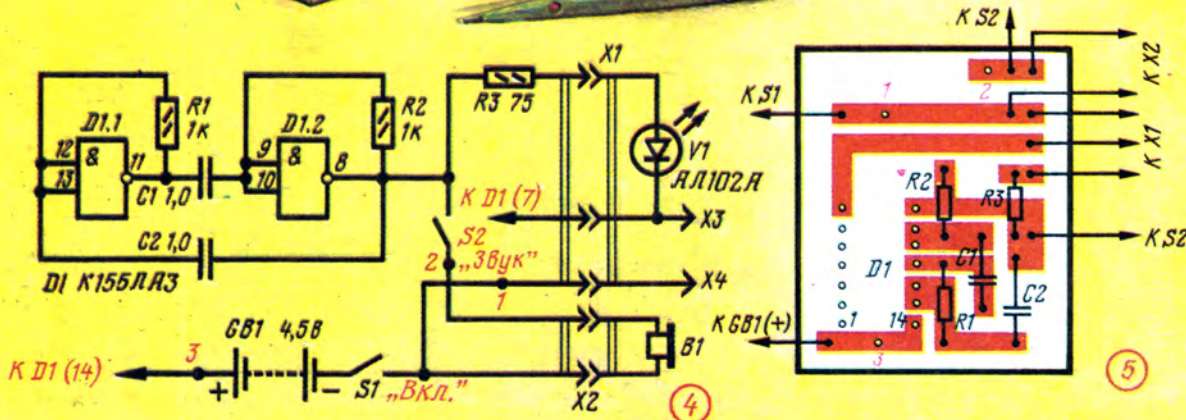 X1
R3 75
R1
1к
R2
1к
D1.1
D1.2
12
13
&
11
9
10
&
8
C1 1,0
C2 1,0
D1 К155ЛА3
V1
АЛ102А
К D1 (7)
X3
S2
„Звук"
2
1
X4
GB1 4,5В
B1
3
К D1 (14)
+
-
S1
„Вкл."
X2
4
К S2
К X2
К S1
1
2
К X1
R2
R3
К S2
D1
C1
C2
К GB1(+)
1
14
R1
3
5